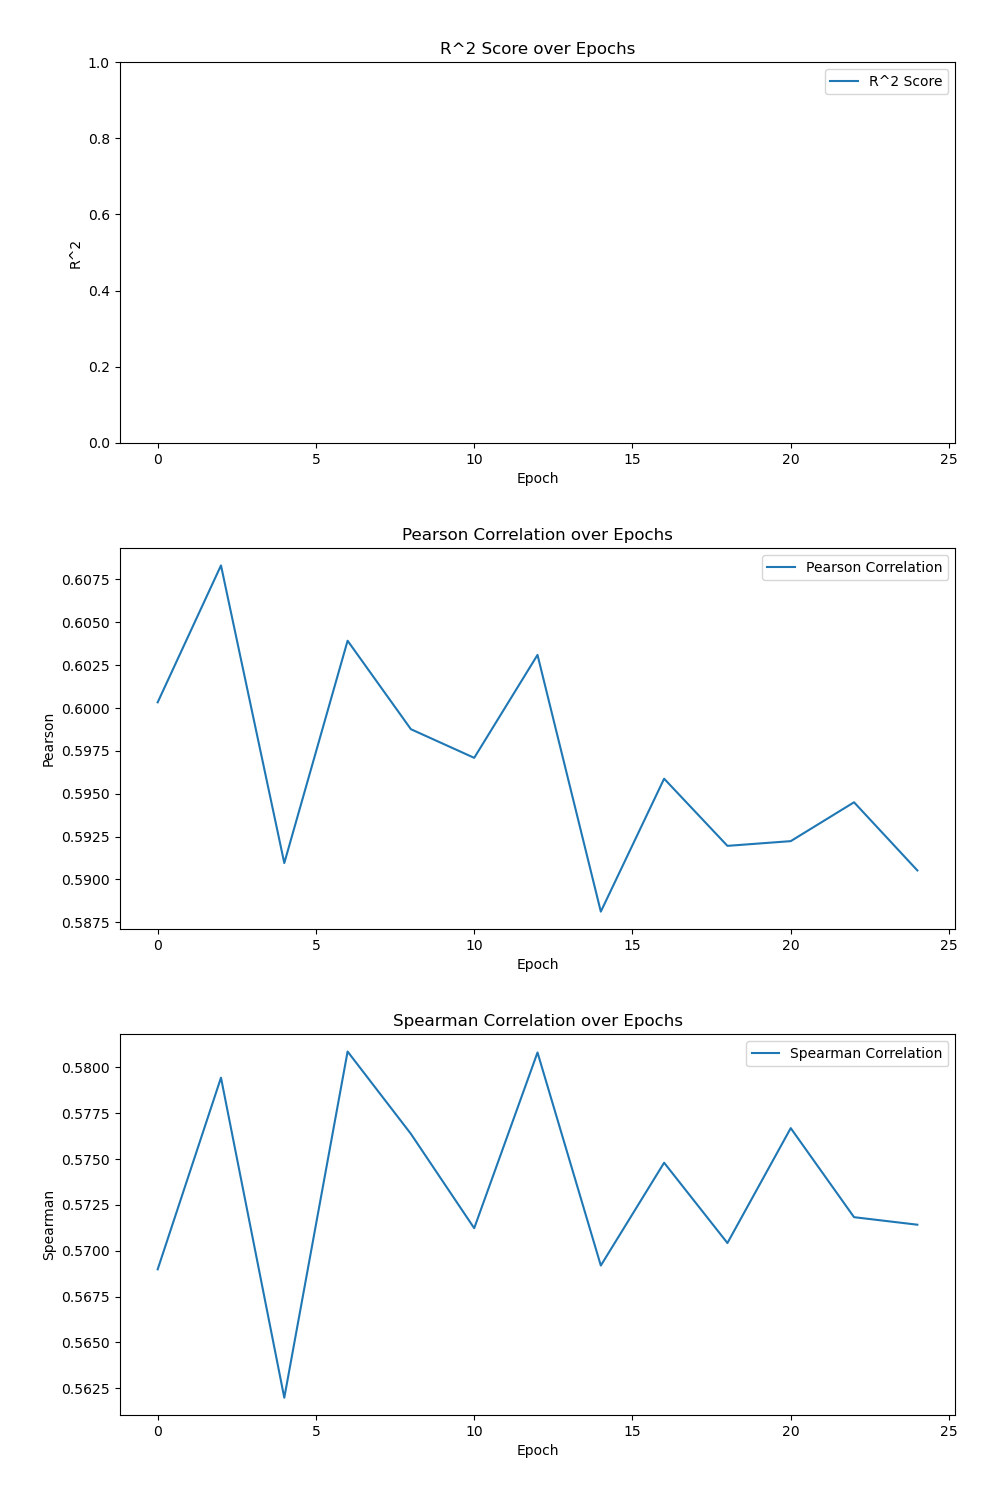 R^2 Score over Epochs
R^2 Score
1.0
0.8
0.6
0.4
0.2
0.0
R^2
0 5 10 15 20 25
Epoch
Pearson Correlation over Epochs
Pearson Correlation
0.6075
0.6050
0.6025
0.6000
0.5975
0.5950
0.5925
0.5900
0.5875
Pearson
0 5 10 15 20 25
Epoch
Spearman Correlation over Epochs
Spearman Correlation
0.5800
0.5775
0.5750
0.5725
0.5700
0.5675
0.5650
0.5625
Spearman
0 5 10 15 20 25
Epoch